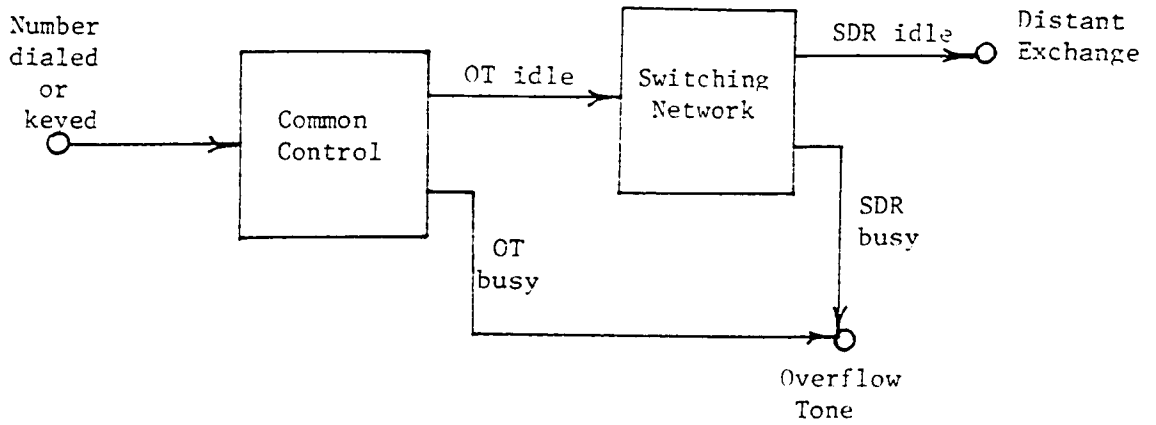 Number
dialed
or
keyed
Common
Control
OT idle
OT
busy
Switching
Network
SDR idle
SDR
busy
Distant
Exchange
Overflow
Tone